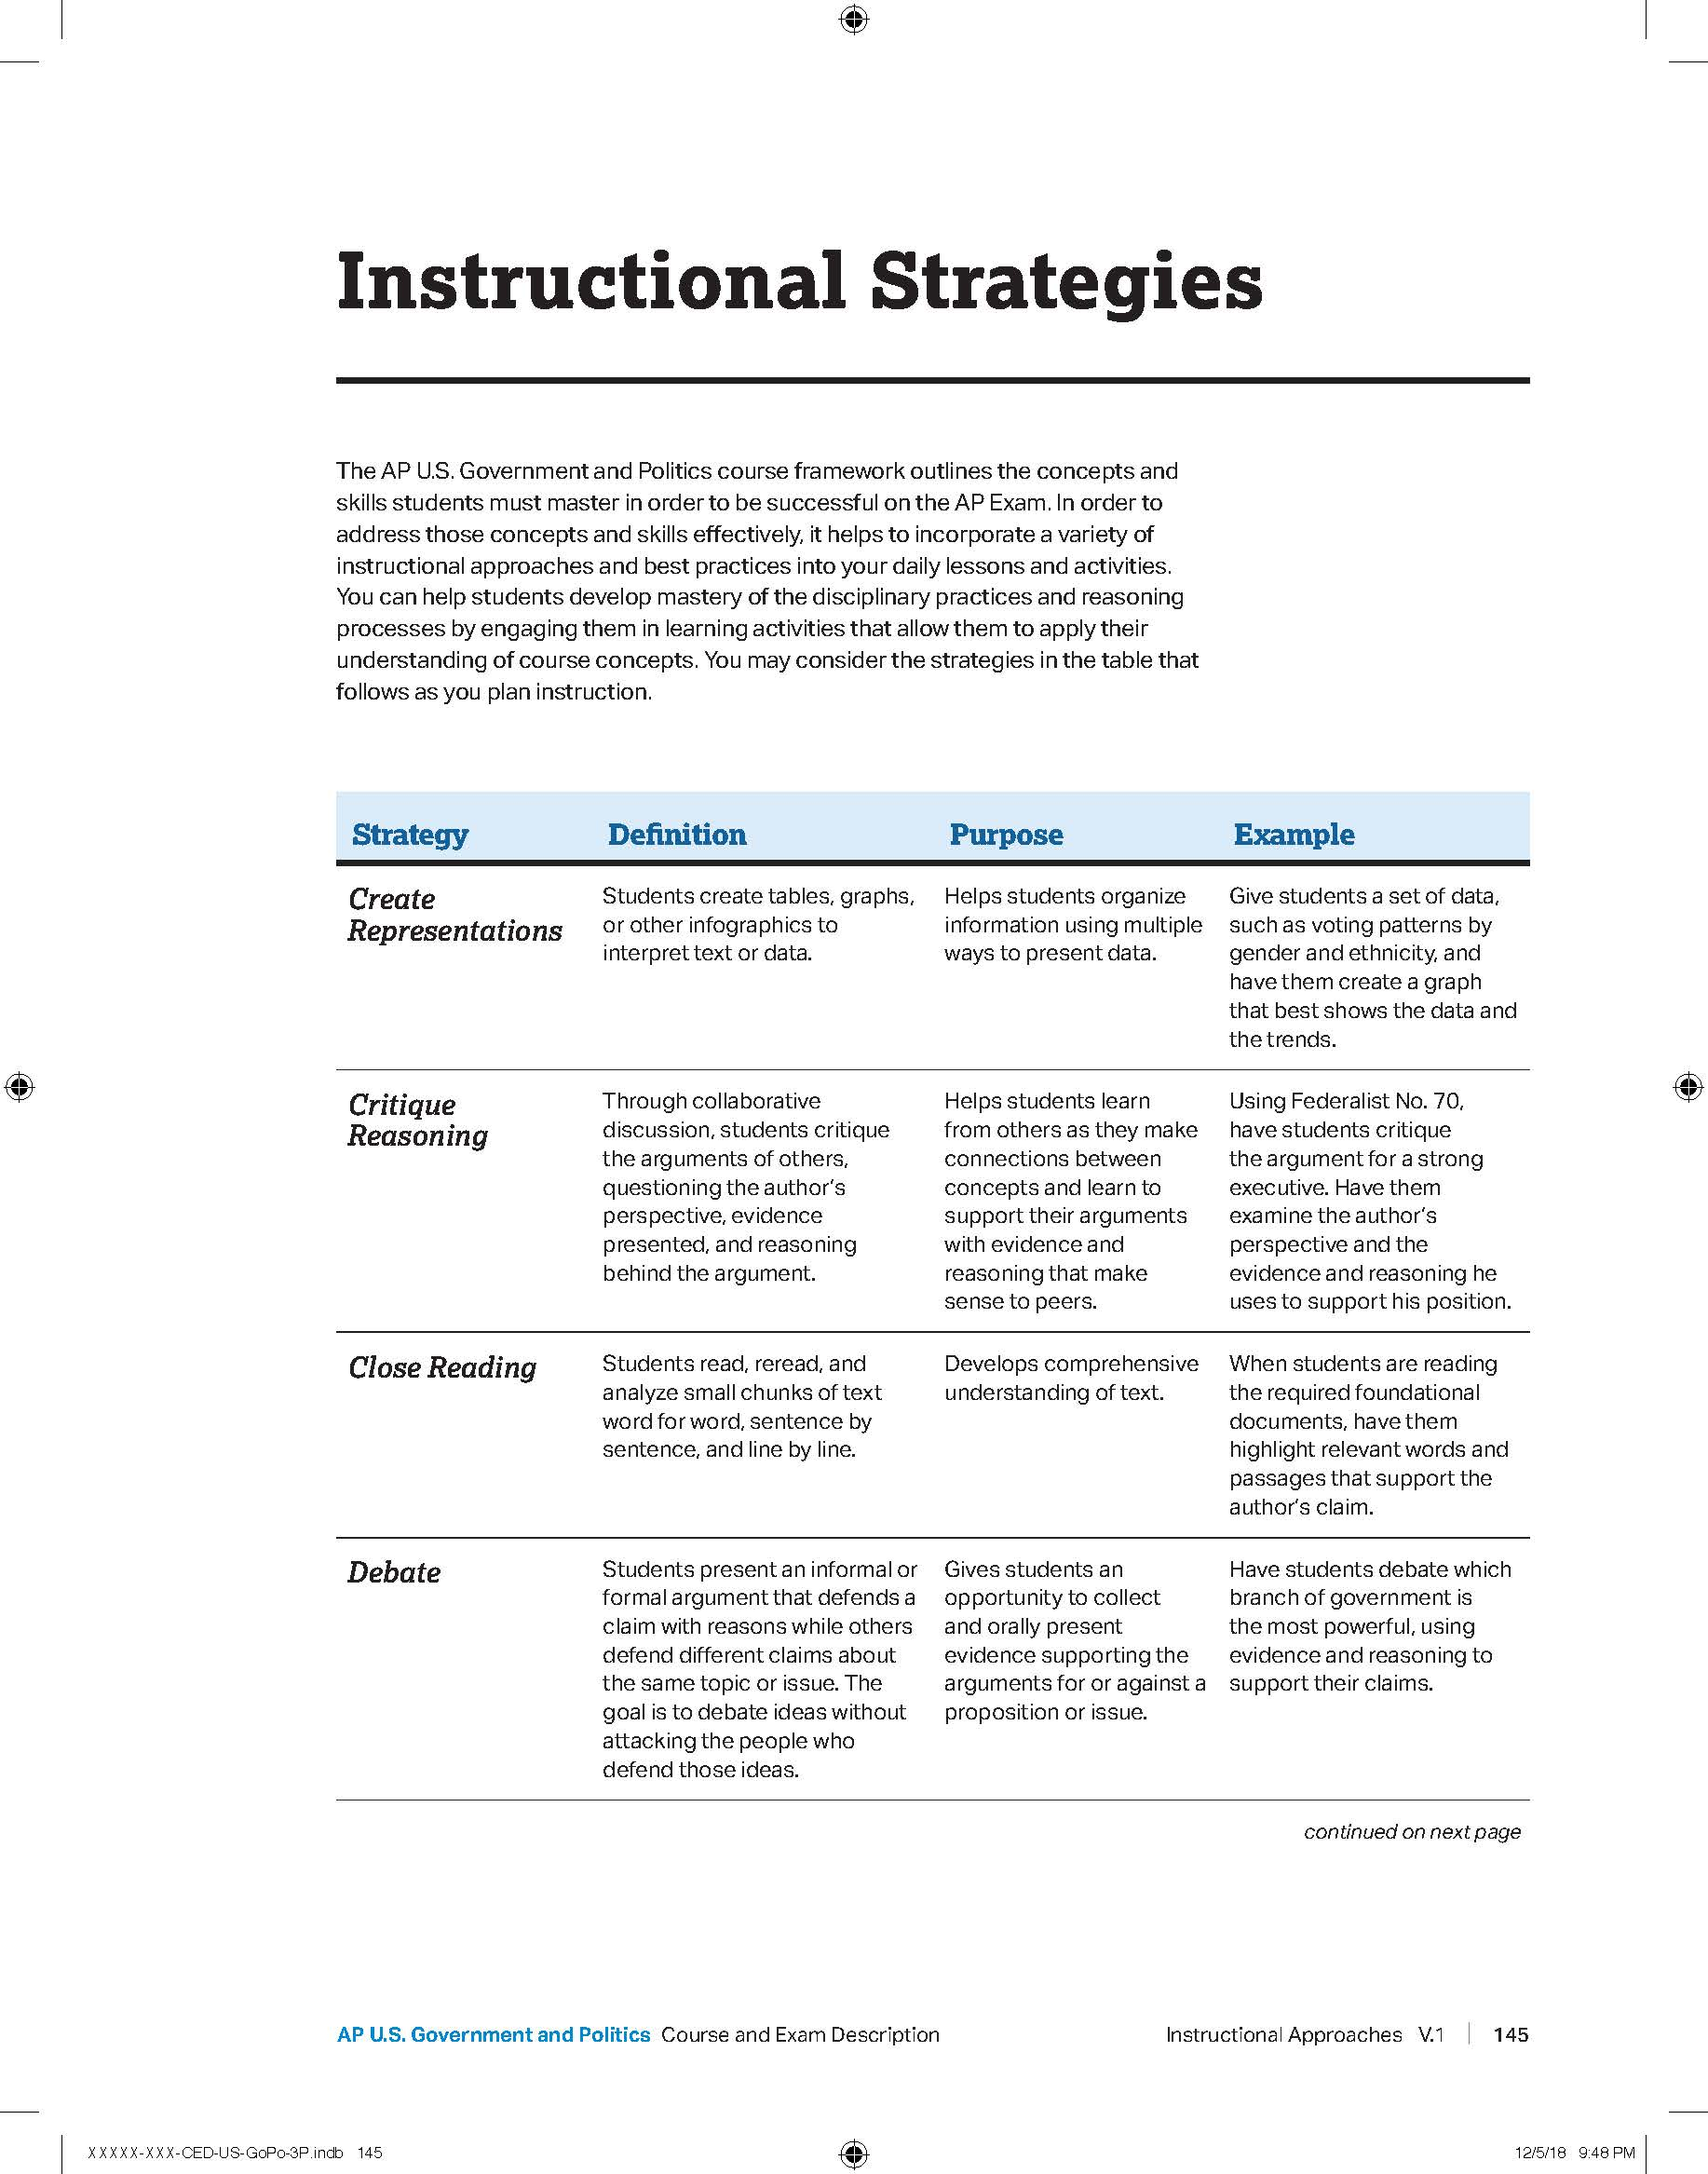 Instructional Strategies
The AP U.S. Government and Politics course framework outlines the concepts and
skills students must master in order to be successful on the AP Exam. In order to
address those concepts and skills effectively, it helps to incorporate a variety of
instructional approaches and best practices into your daily lessons and activities.
You can help students develop mastery of the disciplinary practices and reasoning
processes by engaging them in learning activities that allow them to apply their
understanding of course concepts. You may consider the strategies in the table that
follows as you plan instruction.
Strategy
Definition
Purpose
Example
Create
Representations
Students create tables, graphs,
or other infographics to
interpret text or data.
Helps students organize
information using multiple
ways to present data.
Give students a set of data,
such as voting patterns by
gender and ethnicity, and
have them create a graph
that best shows the data and
the trends.
Critique
Reasoning
Through collaborative
discussion, students critique
the arguments of others,
questioning the author's
perspective, evidence
presented, and reasoning
behind the argument.
Helps students learn
from others as they make
connections between
concepts and learn to
support their arguments
with evidence and
reasoning that make
sense to peers.
Using Federalist No. 70,
have students critique
the argument for a strong
executive. Have them
examine the author's
perspective and the
evidence and reasoning he
uses to support his position.
Close Reading
Students read, reread, and
analyze small chunks of text
word for word, sentence by
sentence, and line by line.
Develops comprehensive
understanding of text.
When students are reading
the required foundational
documents, have them
highlight relevant words and
passages that support the
author's claim.
Debate
Students present an informal or
formal argument that defends a
claim with reasons while others
defend different claims about
the same topic or issue. The
goal is to debate ideas without
attacking the people who
defend those ideas.
Gives students an
opportunity to collect
and orally present
evidence supporting the
arguments for or against a
proposition or issue.
Have students debate which
branch of government is
the most powerful, using
evidence and reasoning to
support their claims.
continued on next page
AP U.S. Government and Politics Course and Exam Description
Instructional Approaches V.1 | 145
XXXXX-XXX-CED-US-GoPo-3P.indb 145
12/5/18 9:48 PM